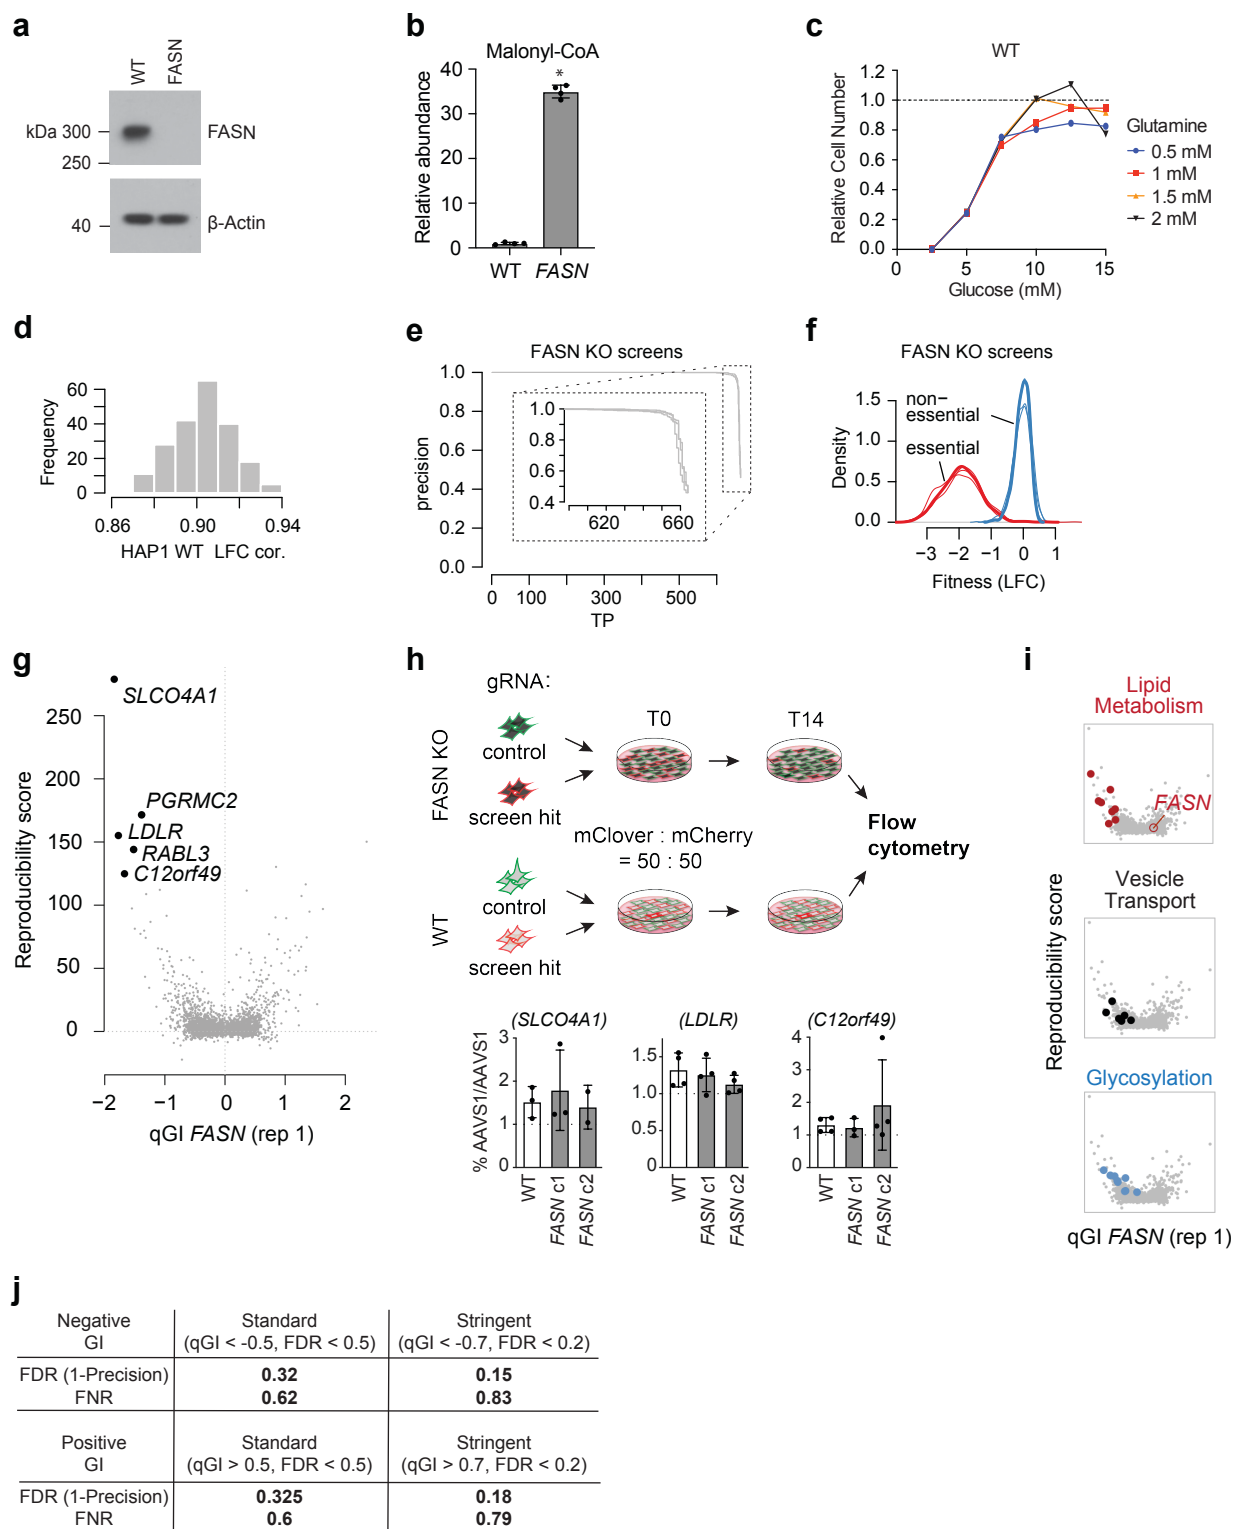 a
WT
FASN
kDa 300
250
FASN
40
β-Actin
b
Malonyl-CoA
Relative abundance
40
30
20
10
0
*
WT
FASN
c
WT
Relative Cell Number
1.2
1.0
0.8
0.6
0.4
0.2
0.0
0
5
10
15
Glucose (mM)
Glutamine
0.5 mM
1 mM
1.5 mM
2 mM
d
Frequency
60
40
20
0
0.86
0.90
0.94
HAP1 WT LFC cor.
e
FASN KO screens
precision
1.0
0.8
0.6
0.4
0.2
0.0
1.0
0.8
0.6
0.4
620
660
0
100
300
500
TP
f
FASN KO screens
Density
1.5
1.0
0.5
0.0
non-
essential
essential
−3
−2
−1
0
1
Fitness (LFC)
g
Reproducibility score
250
200
150
100
50
0
SLCO4A1
PGRMC2
LDLR
RABL3
C12orf49
−2
−1
0
1
2
qGI FASN (rep 1)
h
gRNA:
FASN KO
control
screen hit
T0
T14
mClover : mCherry
= 50 : 50
Flow
cytometry
WT
control
screen hit
% AAVS1/AAVS1
(SLCO4A1)
3
2
1
0
WT
FASN c1
FASN c2
(LDLR)
1.5
1.0
0.5
0
WT
FASN c1
FASN c2
(C12orf49)
4
3
2
1
0
WT
FASN c1
FASN c2
i
Lipid
Metabolism
FASN
Vesicle
Transport
Reproducibility score
Glycosylation
qGI FASN (rep 1)
j
Negative GI
Standard (qGI < -0.5, FDR < 0.5)
Stringent (qGI < -0.7, FDR < 0.2)
FDR (1-Precision) 0.32 0.15
FNR 0.62 0.83
Positive GI
Standard (qGI > 0.5, FDR < 0.5)
Stringent (qGI > 0.7, FDR < 0.2)
FDR (1-Precision) 0.325 0.18
FNR 0.6 0.79